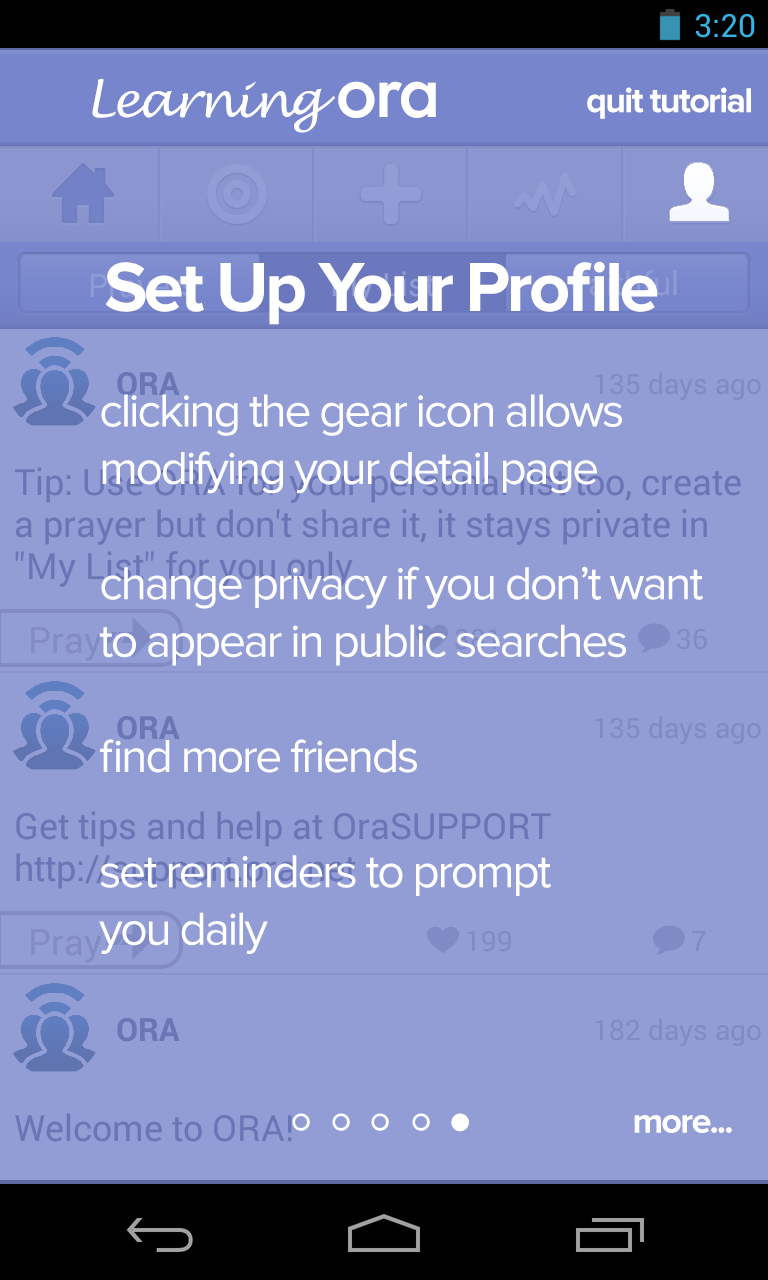 3:20
Learning ora
quit tutorial
Set Up Your Profile
ORA
135 days ago
clicking the gear icon allows
modifying your detail page
Tip: Use ORA for your personal list too, create
a prayer but don't share it, it stays private in
"My List" for you only
change privacy if you don’t want
to appear in public searches
Pray
36
ORA
135 days ago
find more friends
Get tips and help at OraSUPPORT
http://support.ora.net
set reminders to prompt
you daily
Pray
199
7
ORA
182 days ago
Welcome to ORA!
more...